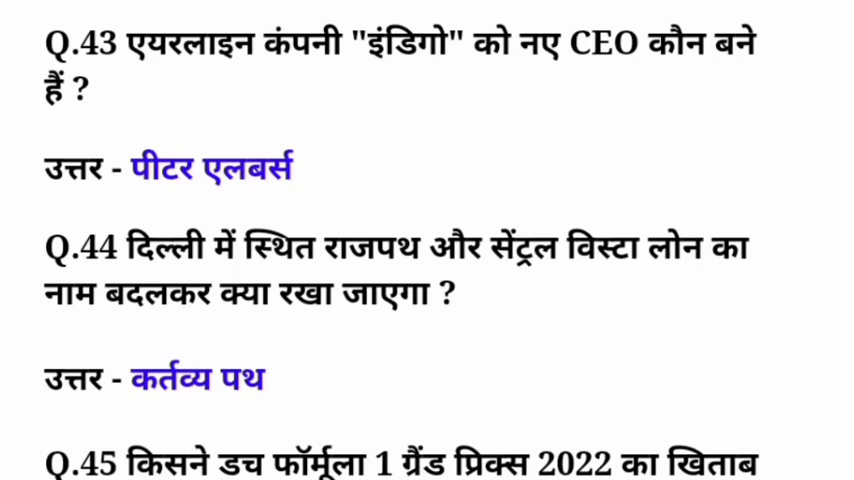 Q.43 एयरलाइन कंपनी "इंडिगो" को नए CEO कौन बने
हैं ?
उत्तर - पीटर एलबर्स
Q.44 दिल्ली में स्थित राजपथ और सेंट्रल विस्टा लोन का
नाम बदलकर क्या रखा जाएगा ?
उत्तर - कर्तव्य पथ
Q.45 किसने डच फॉर्मूला 1 ग्रैंड प्रिक्स 2022 का खिताब